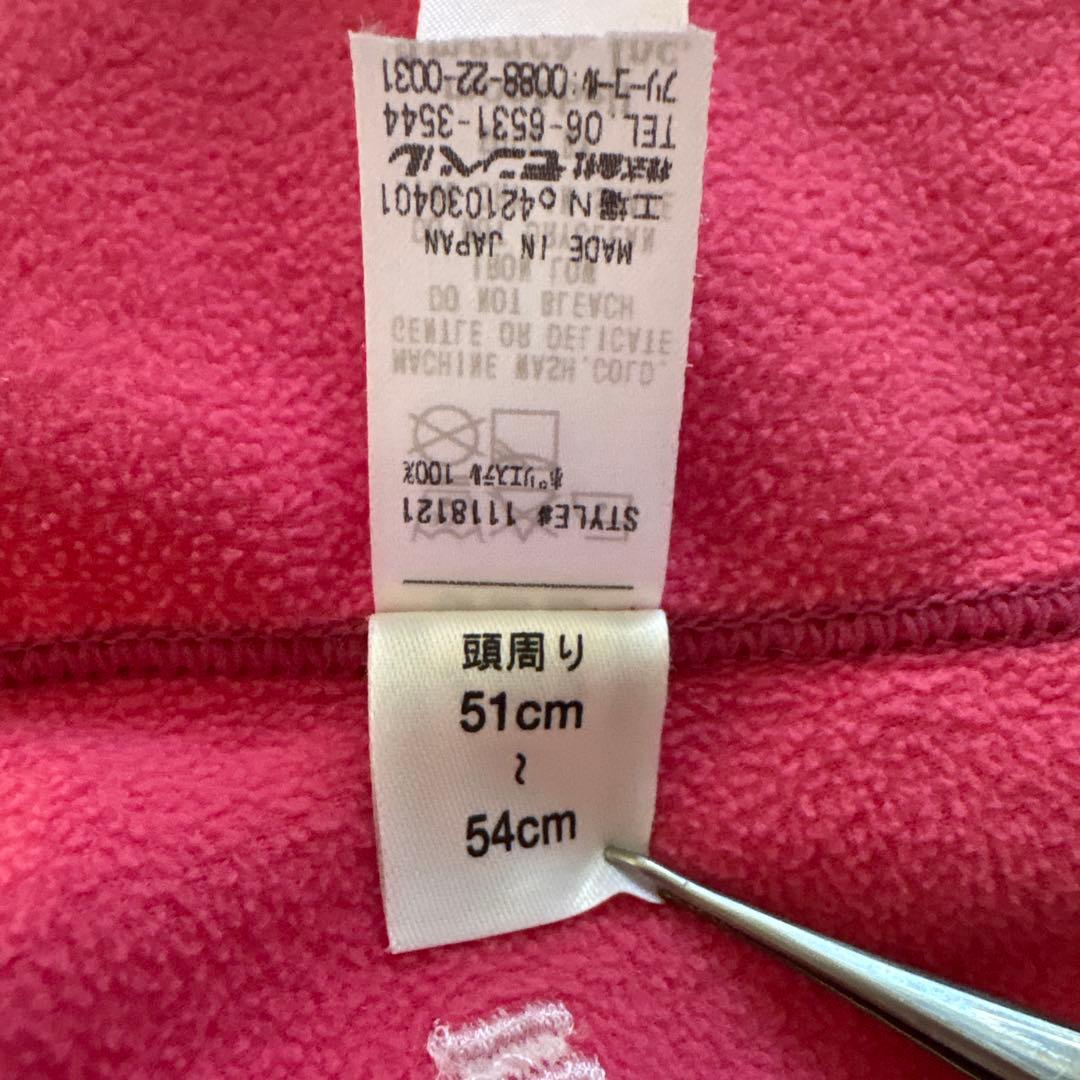 STYLE# 1118121
ポリエステル 100%
MACHINE WASH,COLD.
GENTLE OR DELICATE
DO NOT BLEACH
IRON LOW
MADE IN JAPAN
工場No421030401
株式会社モンベル
TEL. 06-6531-3544
フリーコール:0088-22-0031
頭周り
51cm
~
54cm